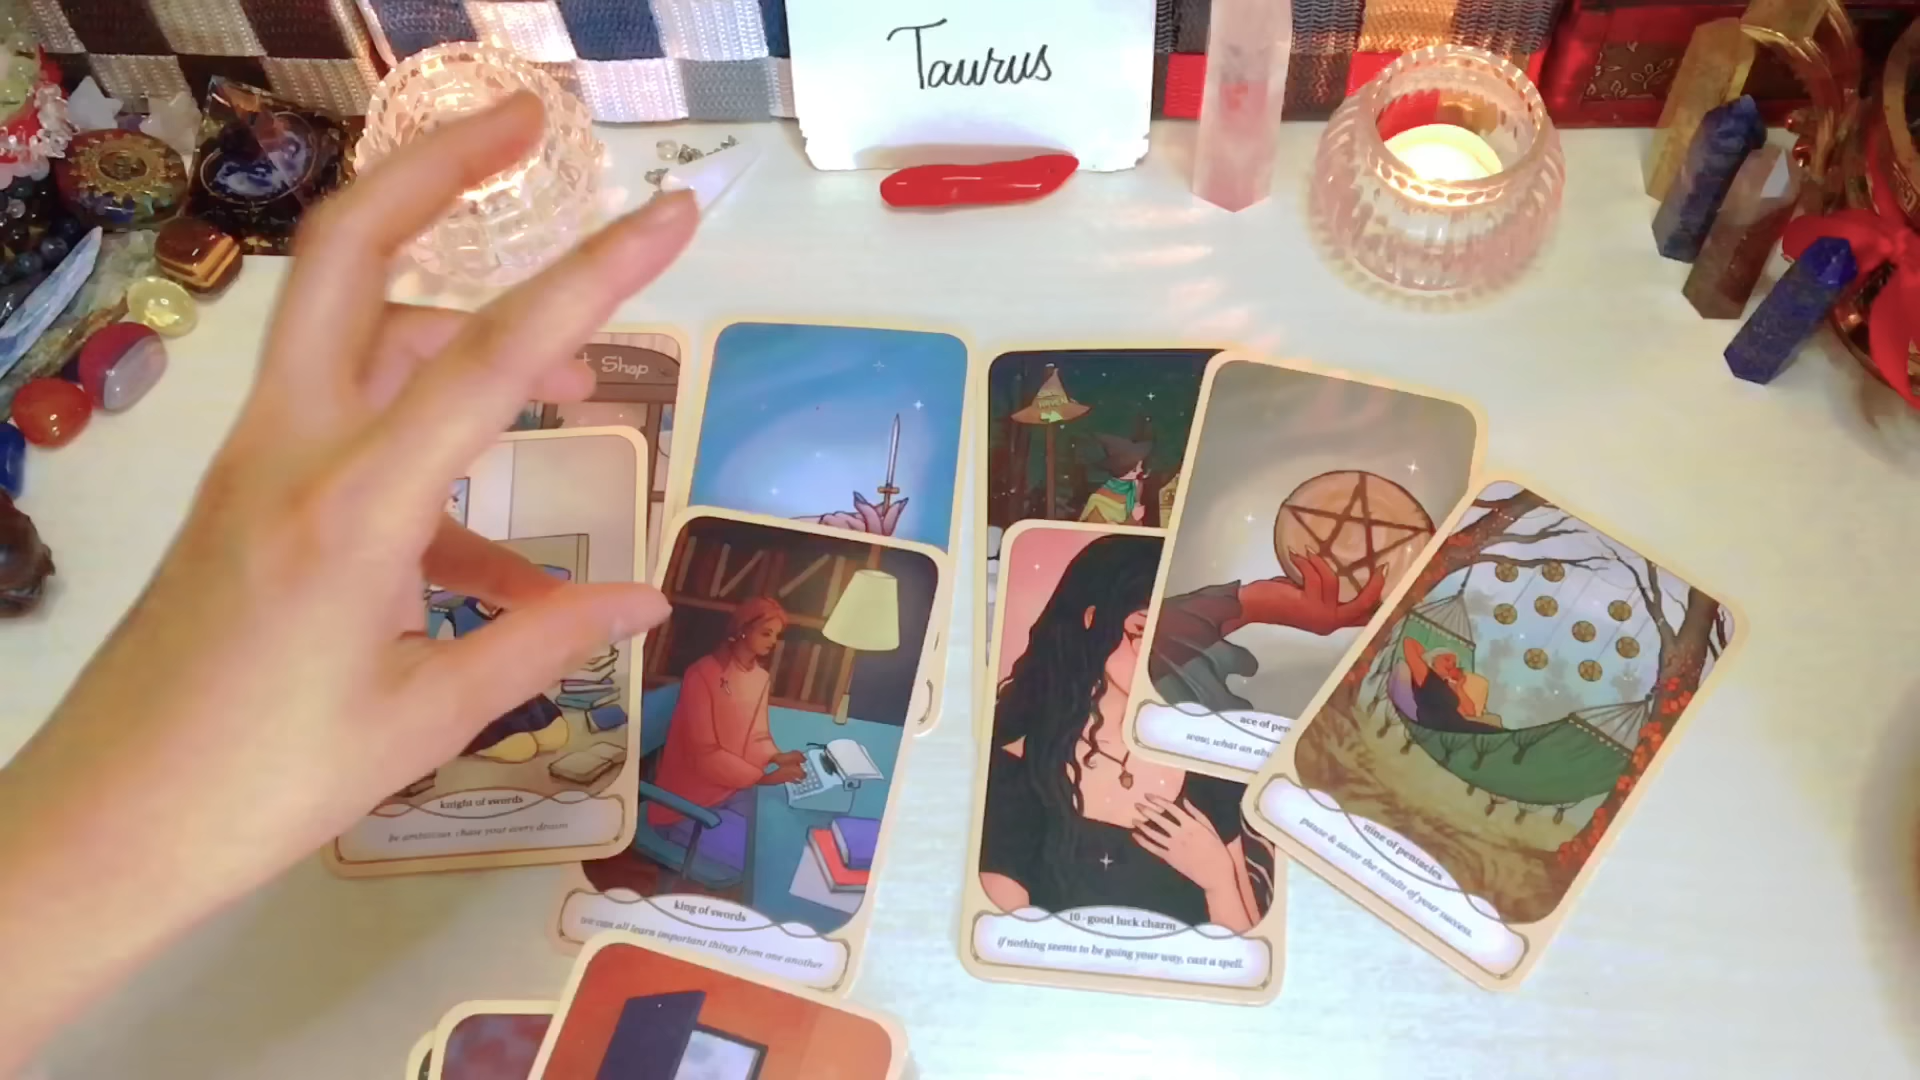 Taurus
Shop
knight of swords
be ambitious. chase your every dream
king of swords
we can all learn important things from one another
10 - good luck charm
if nothing seems to be going your way, cast a spell.
ace of pen
wow, what an abu
nine of pentacles
pause & savor the results of your success.